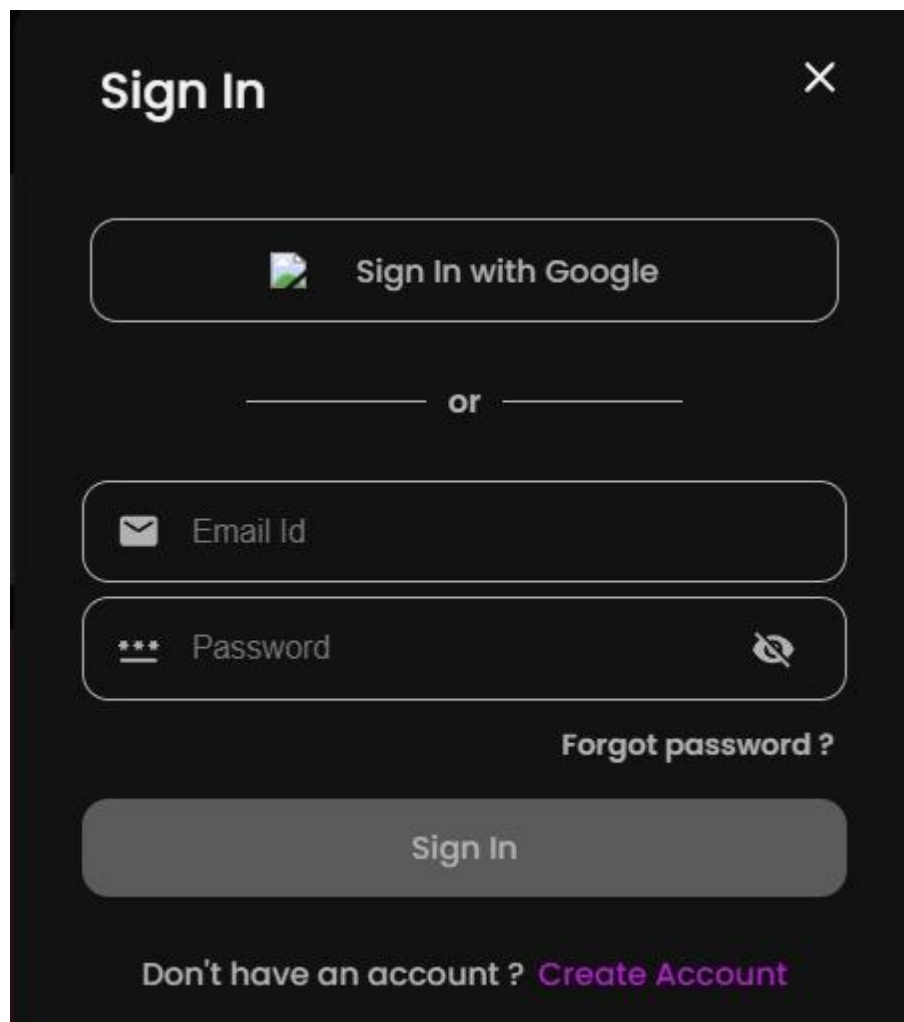 Sign In
Sign In with Google
or
Email Id
Password
Forgot password ?
Sign In
Don't have an account ? Create Account